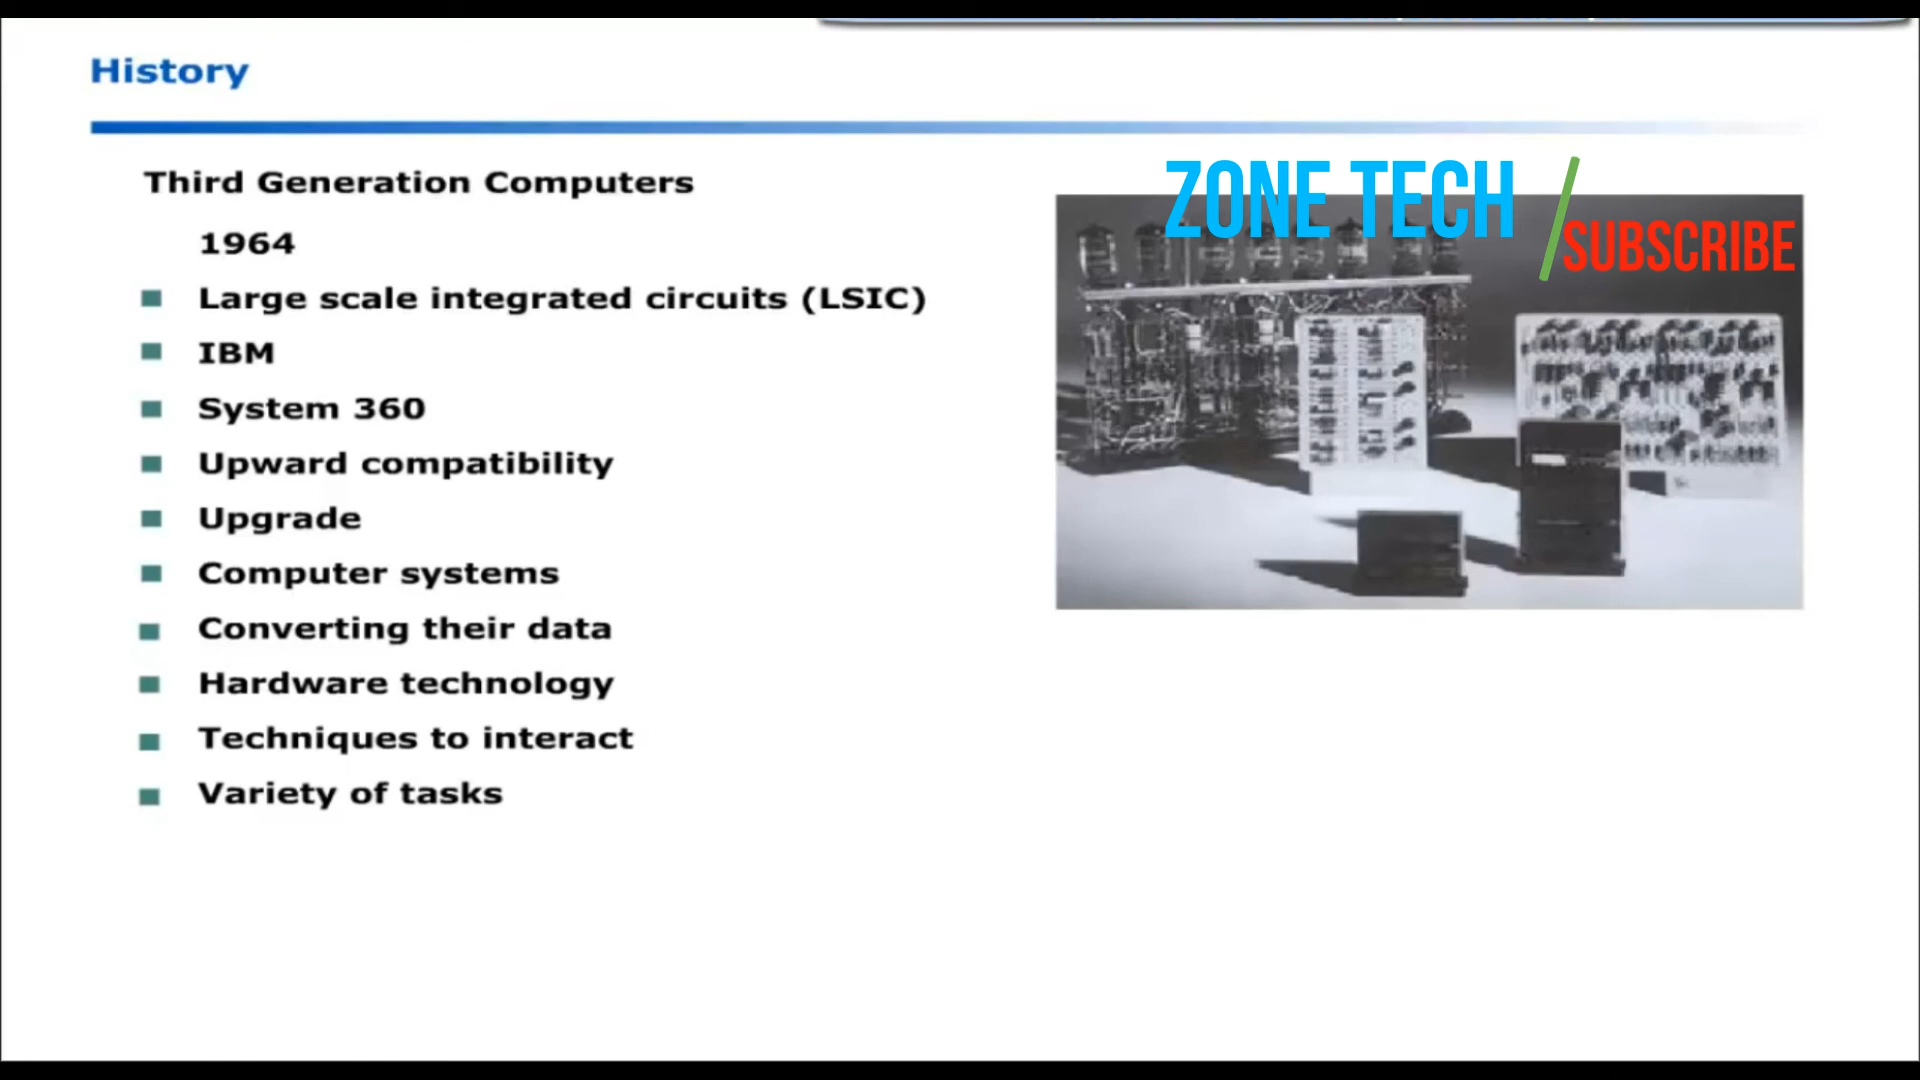 History
Third Generation Computers
1964
Large scale integrated circuits (LSIC)
IBM
System 360
Upward compatibility
Upgrade
Computer systems
Converting their data
Hardware technology
Techniques to interact
Variety of tasks
ZONE TECH
SUBSCRIBE